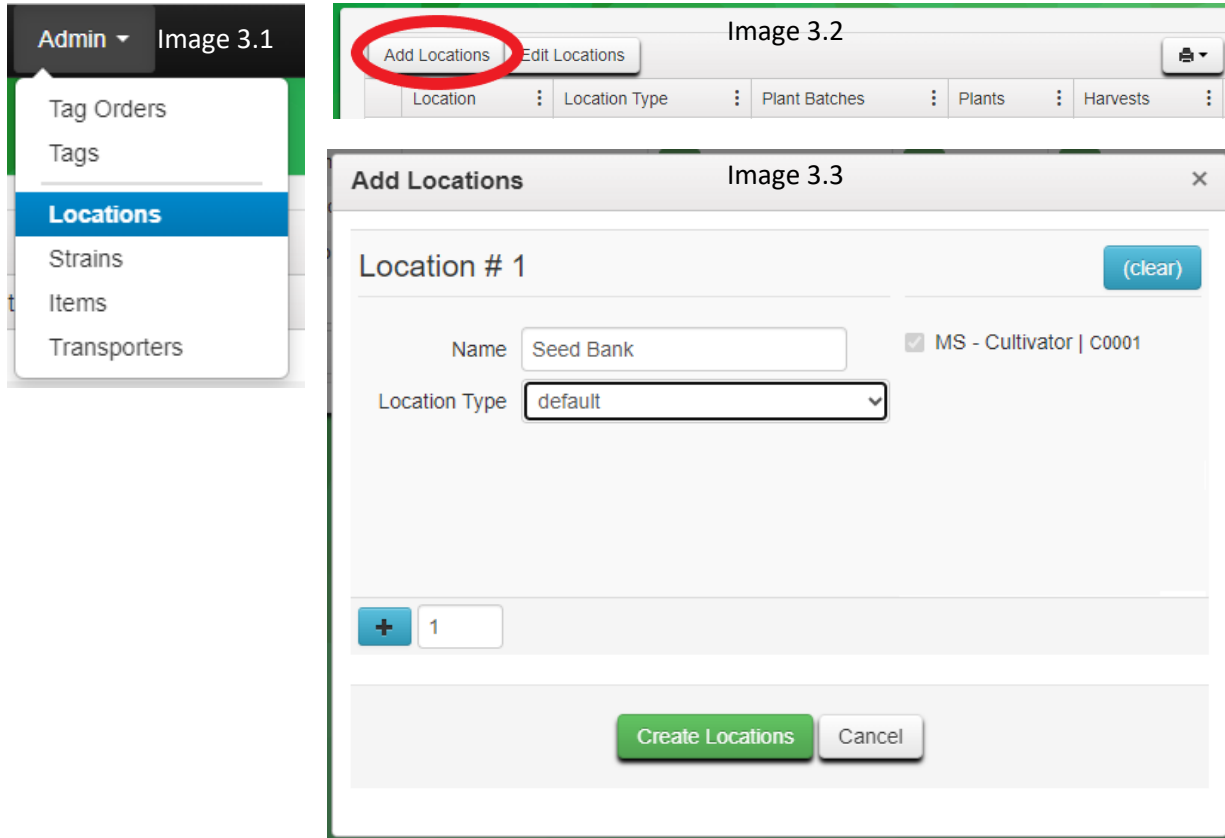 Admin
Image 3.1
Tag Orders
Tags
Locations
Strains
Items
Transporters
Image 3.2
Add Locations Edit Locations
Location Location Type Plant Batches Plants Harvests
Add Locations
Image 3.3
×
Location # 1
(clear)
Name Seed Bank
MS - Cultivator | C0001
Location Type default
+ 1
Create Locations Cancel